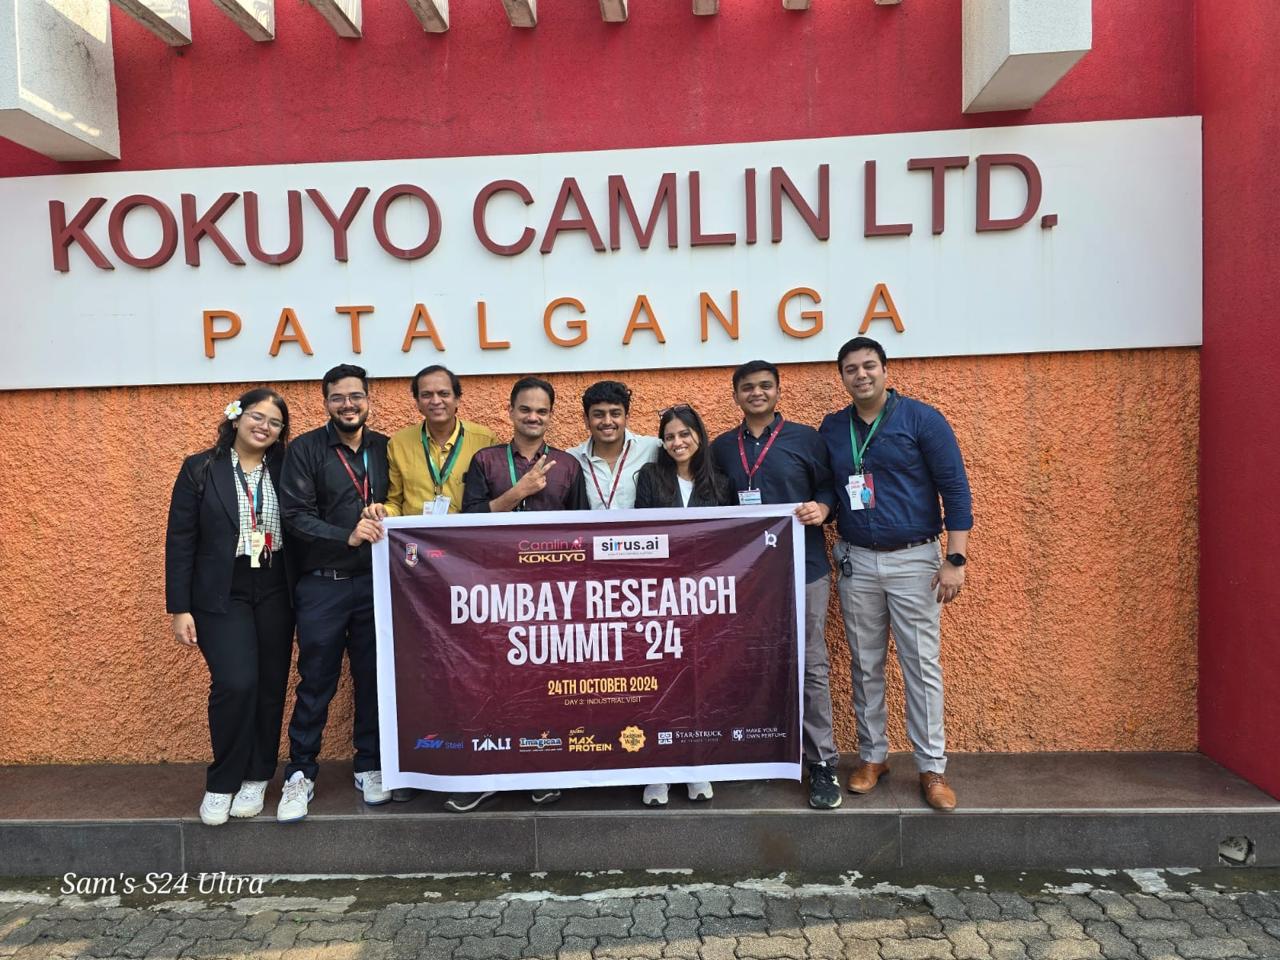 KOKUYO CAMLIN LTD.
PATALGANGA
Camlin
KOKUYO
sirrus.ai
BOMBAY RESEARCH
SUMMIT ‘24
24TH OCTOBER 2024
DAY 3: INDUSTRIAL VISIT
JSW Steel
TAALI
Imagicaa
MAX
PROTEIN
STAR-STRUCK
MAKE YOUR
OWN PERFUME
Sam's S24 Ultra